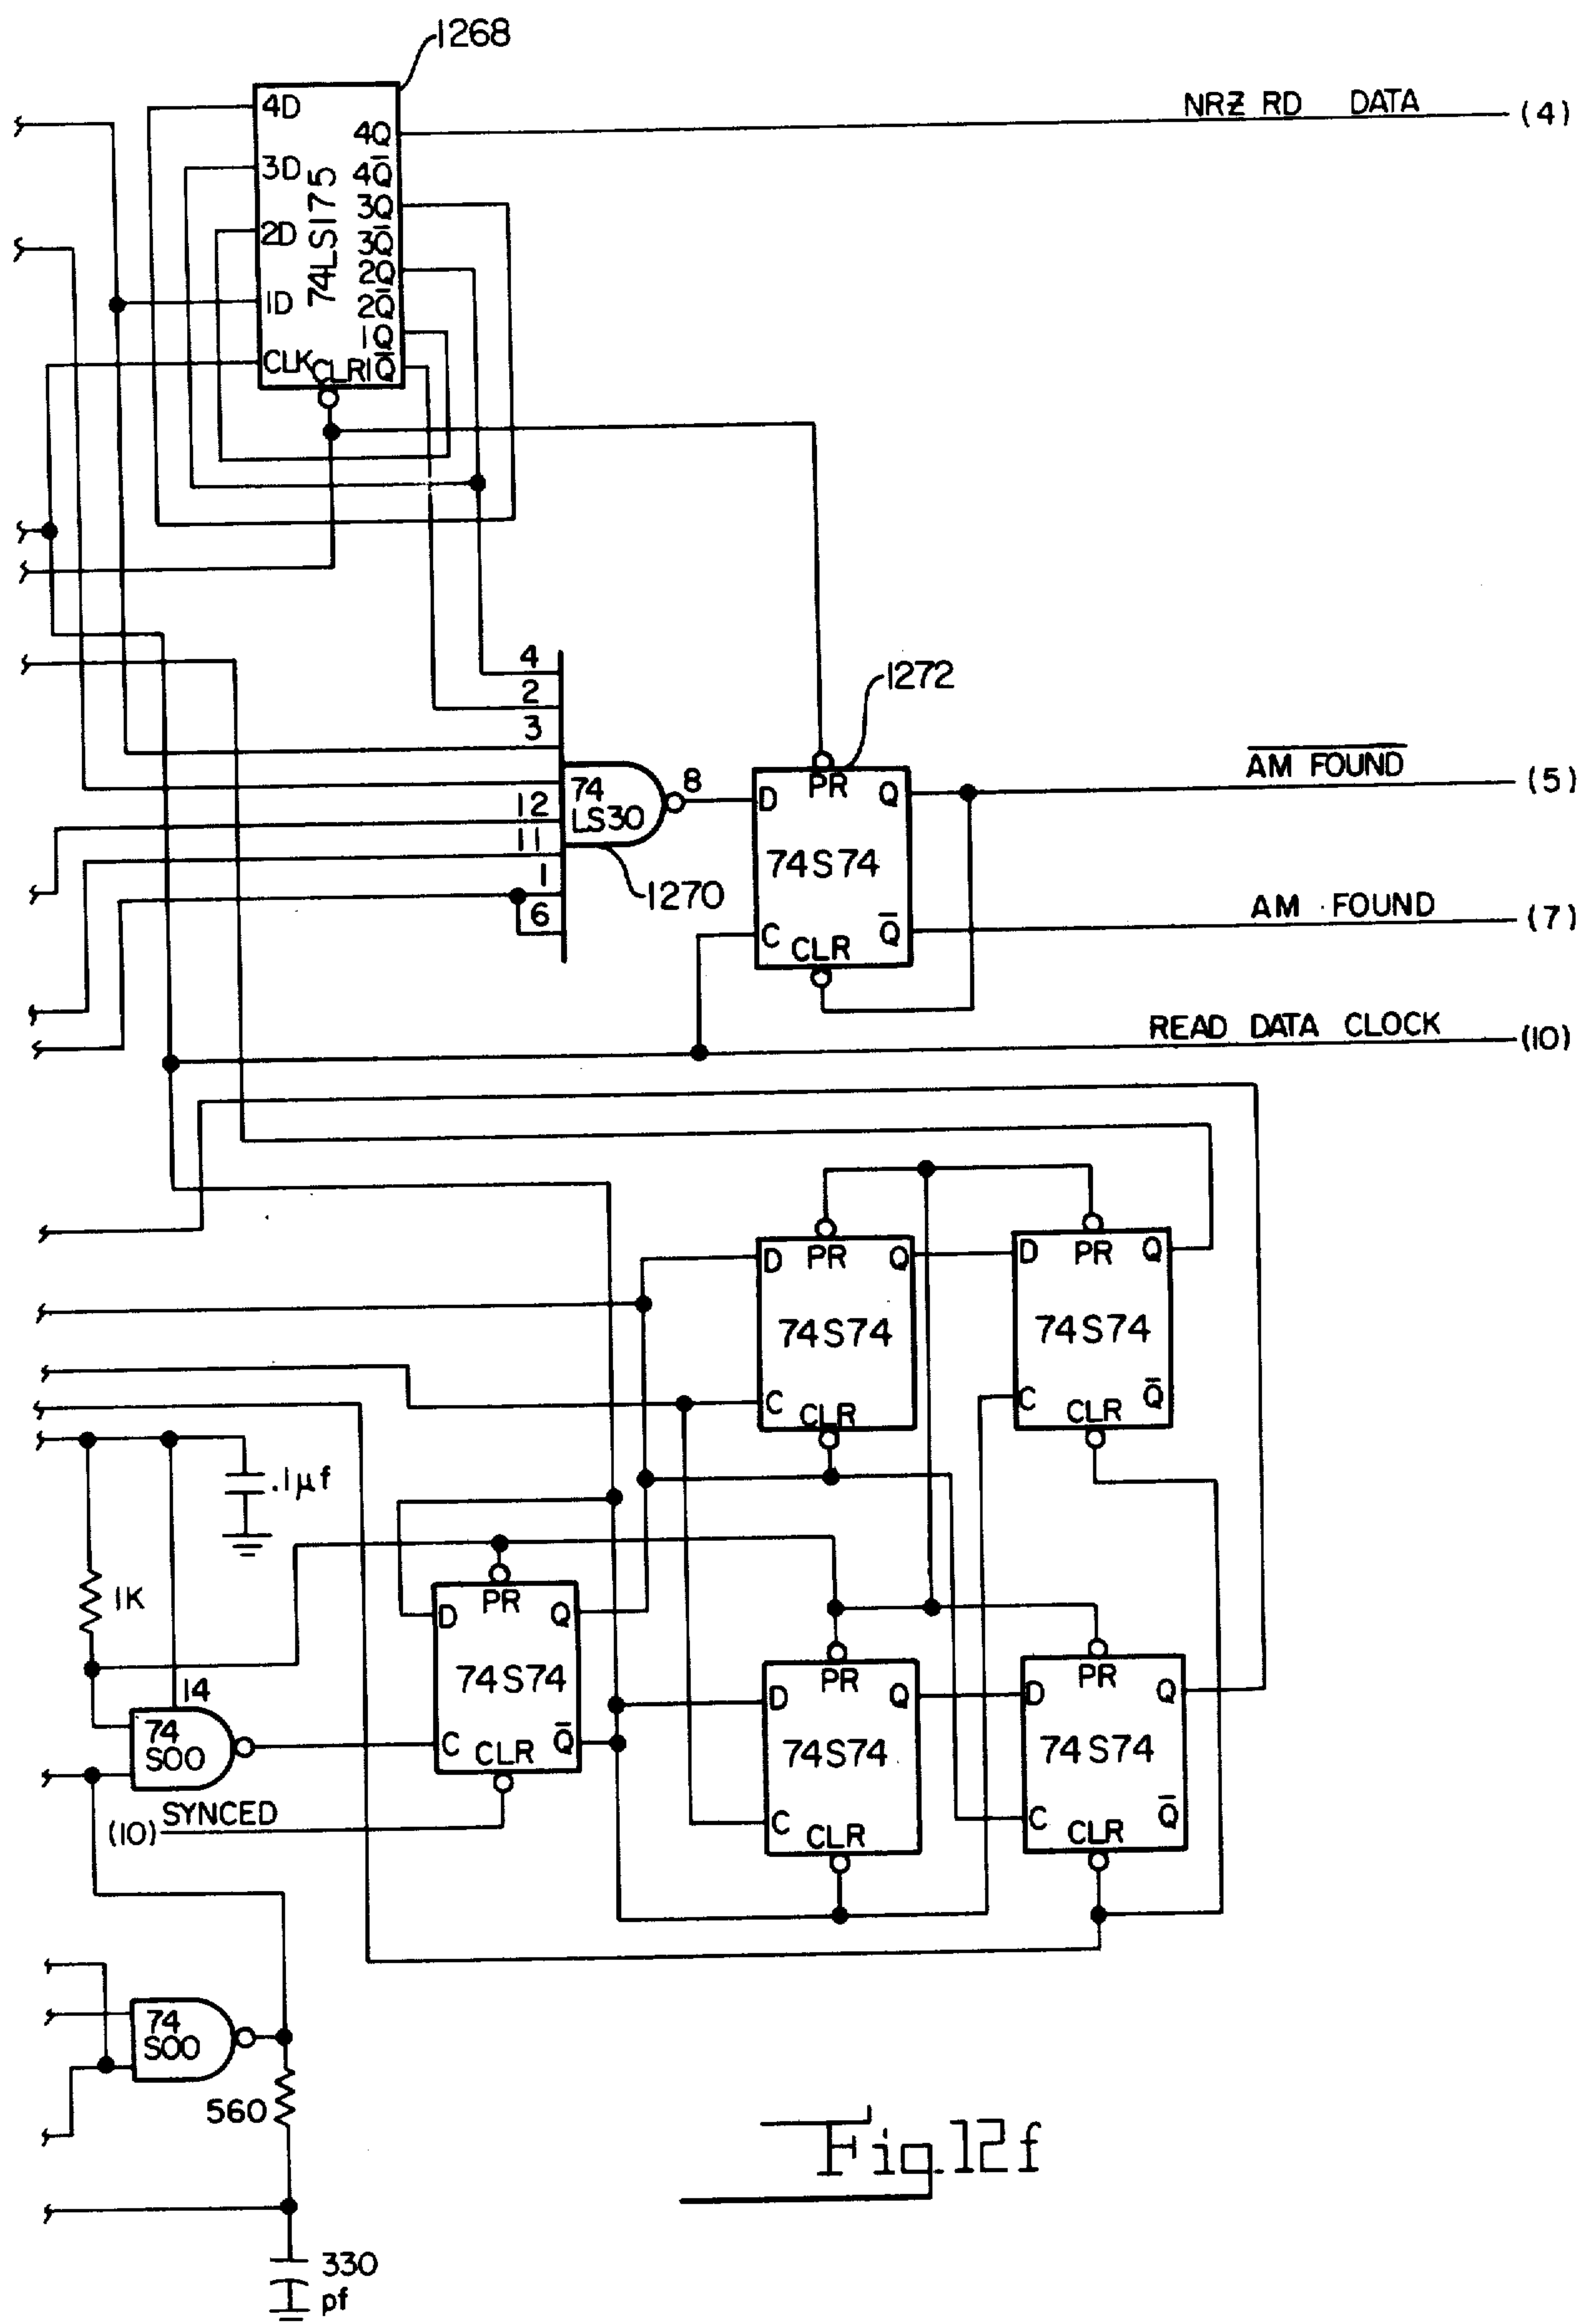 1268
NRZ RD DATA (4)
4D
4Q
4Q̅
3D
3Q
3Q̅
2D
2Q
2Q̅
1D
1Q
1Q̅
CLK
CLR
74LS175
4
2
3
12
11
1
6
74
LS30
8
1270
1272
D
PR
Q
74S74
C
CLR
Q̅
AM FOUND (5)
AM FOUND (7)
READ DATA CLOCK (10)
D
PR
Q
74S74
C
CLR
D
PR
Q
74S74
C
CLR
Q̅
.1µf
1K
14
74
S00
D
PR
Q
74S74
C
CLR
Q̅
(10) SYNCED
D
PR
Q
74S74
C
CLR
D
PR
Q
74S74
C
CLR
Q̅
74
S00
560
330
pf
Fig.12f